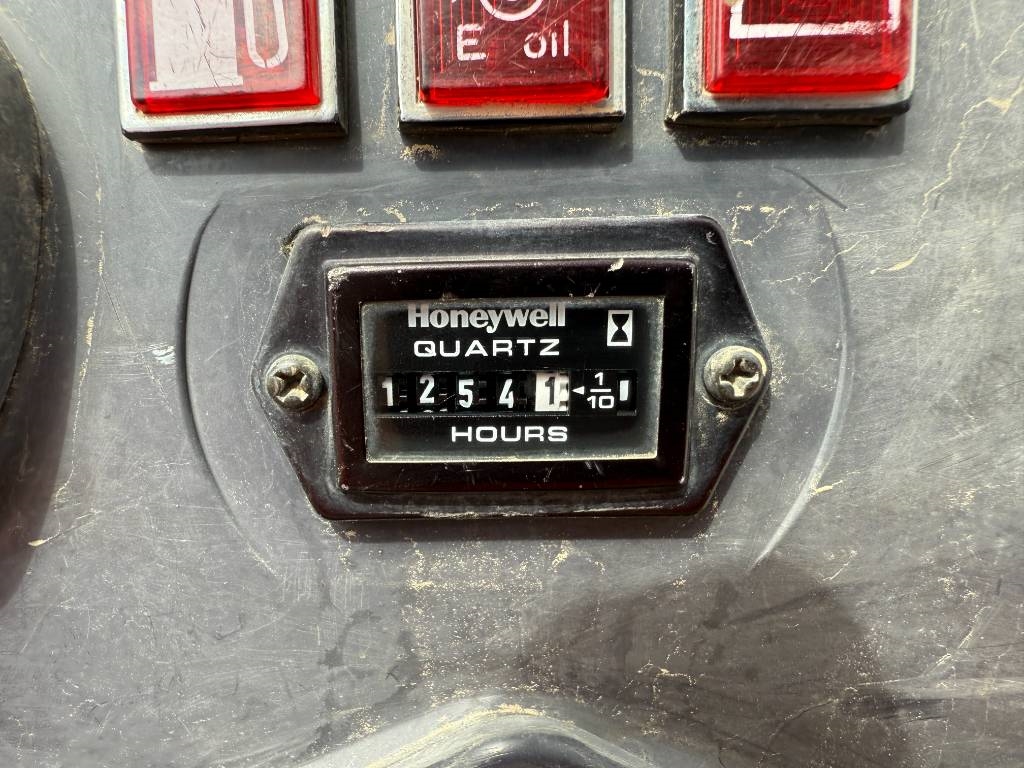 E oil
Honeywell
QUARTZ
1 2 5 4 1 ◄ 1/10
HOURS